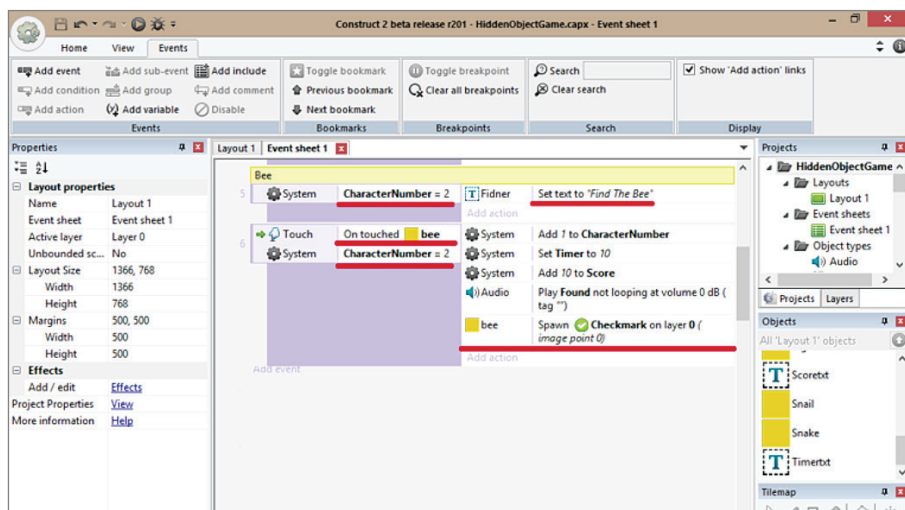 Construct 2 beta release r201 - HiddenObjectGame.capx - Event sheet 1
Home View Events
Add event Add sub-event Add include
Add condition Add group Add comment
Add action Add variable Disable
Events
Toggle bookmark
Previous bookmark
Next bookmark
Bookmarks
Toggle breakpoint
Clear all breakpoints
Breakpoints
Search
Clear search
Search
Show 'Add action' links
Display
Properties
Layout properties
Name Layout 1
Event sheet Event sheet 1
Active layer Layer 0
Unbounded sc... No
Layout Size 1366, 768
Width 1366
Height 768
Margins 500, 500
Width 500
Height 500
Effects
Add / edit Effects
Project Properties View
More information Help
Layout 1 Event sheet 1
Bee
5 System CharacterNumber = 2 T Fidner Set text to "Find The Bee"
Add action
6 Touch On touched bee System Add 1 to CharacterNumber
System CharacterNumber = 2 System Set Timer to 10
System Add 10 to Score
Audio Play Found not looping at volume 0 dB (
tag "")
bee Spawn Checkmark on layer 0 (
image point 0)
Add action
Add event
Projects
HiddenObjectGame
Layouts
Layout 1
Event sheets
Event sheet 1
Object types
Audio
Projects Layers
Objects
All 'Layout 1' objects
T Scoretxt
Snail
Snake
T Timertxt
Tilemap